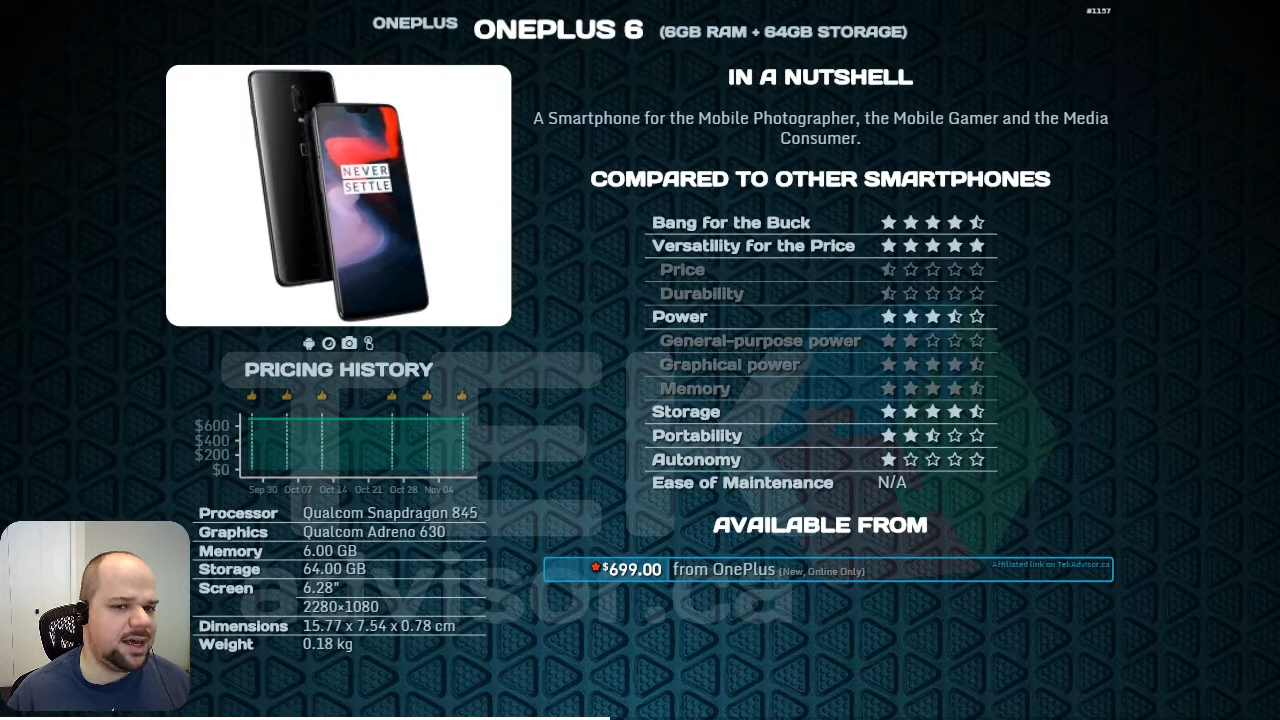 #1157
ONEPLUS ONEPLUS 6 (6GB RAM + 64GB STORAGE)
NEVER
SETTLE
PRICING HISTORY
$600
$400
$200
$0
Sep 30 Oct 07 Oct 14 Oct 21 Oct 28 Nov 04
Processor Qualcom Snapdragon 845
Graphics Qualcom Adreno 630
Memory 6.00 GB
Storage 64.00 GB
Screen 6.28"
2280×1080
Dimensions 15.77 x 7.54 x 0.78 cm
Weight 0.18 kg
IN A NUTSHELL
A Smartphone for the Mobile Photographer, the Mobile Gamer and the Media
Consumer.
COMPARED TO OTHER SMARTPHONES
Bang for the Buck
Versatility for the Price
Price
Durability
Power
General-purpose power
Graphical power
Memory
Storage
Portability
Autonomy
Ease of Maintenance N/A
AVAILABLE FROM
$699.00 from OnePlus (New, Online Only) Affiliated link on TekAdvisor.ca